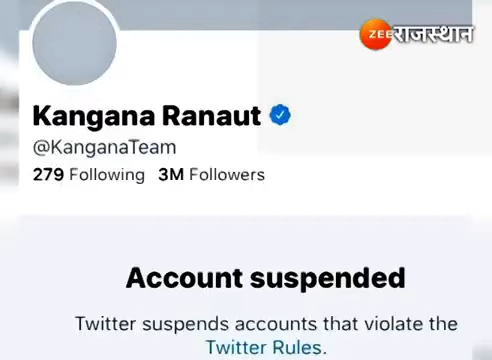 ZEE राजस्थान
Kangana Ranaut
@KanganaTeam
279 Following 3M Followers
Account suspended
Twitter suspends accounts that violate the
Twitter Rules.